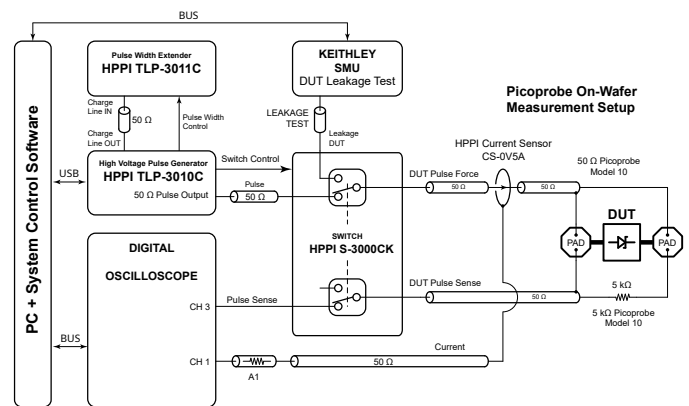 BUS
PC + System Control Software
Pulse Width Extender
HPPI TLP-3011C
Charge
Line IN
50 Ω
Charge
Line OUT
Pulse Width
Control
USB
High Voltage Pulse Generator
HPPI TLP-3010C
50 Ω Pulse Output
Switch Control
Pulse
50 Ω
KEITHLEY
SMU
DUT Leakage Test
LEAKAGE
TEST
Leakage
DUT
SWITCH
HPPI S-3000CK
Picoprobe On-Wafer
Measurement Setup
HPPI Current Sensor
CS-0V5A
DUT Pulse Force
50 Ω
50 Ω
50 Ω Picoprobe
Model 10
DUT
PAD
PAD
DUT Pulse Sense
50 Ω
5 kΩ
5 kΩ Picoprobe
Model 10
DIGITAL
OSCILLOSCOPE
CH 3
Pulse Sense
BUS
CH 1
A1
Current
50 Ω